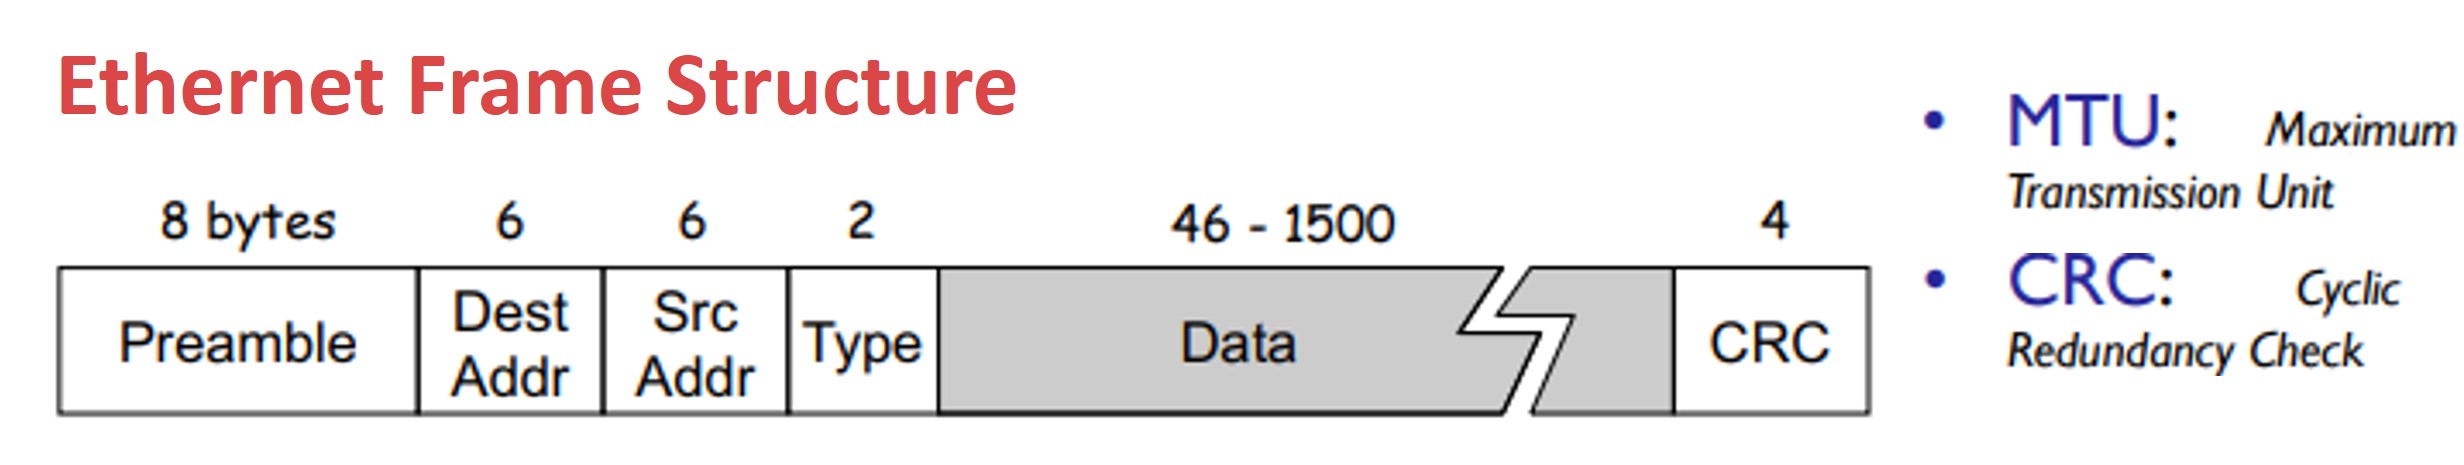 Ethernet Frame Structure
8 bytes 6 6 2 46 - 1500 4
Preamble Dest Addr Src Addr Type Data CRC
• MTU: Maximum
Transmission Unit
• CRC: Cyclic
Redundancy Check